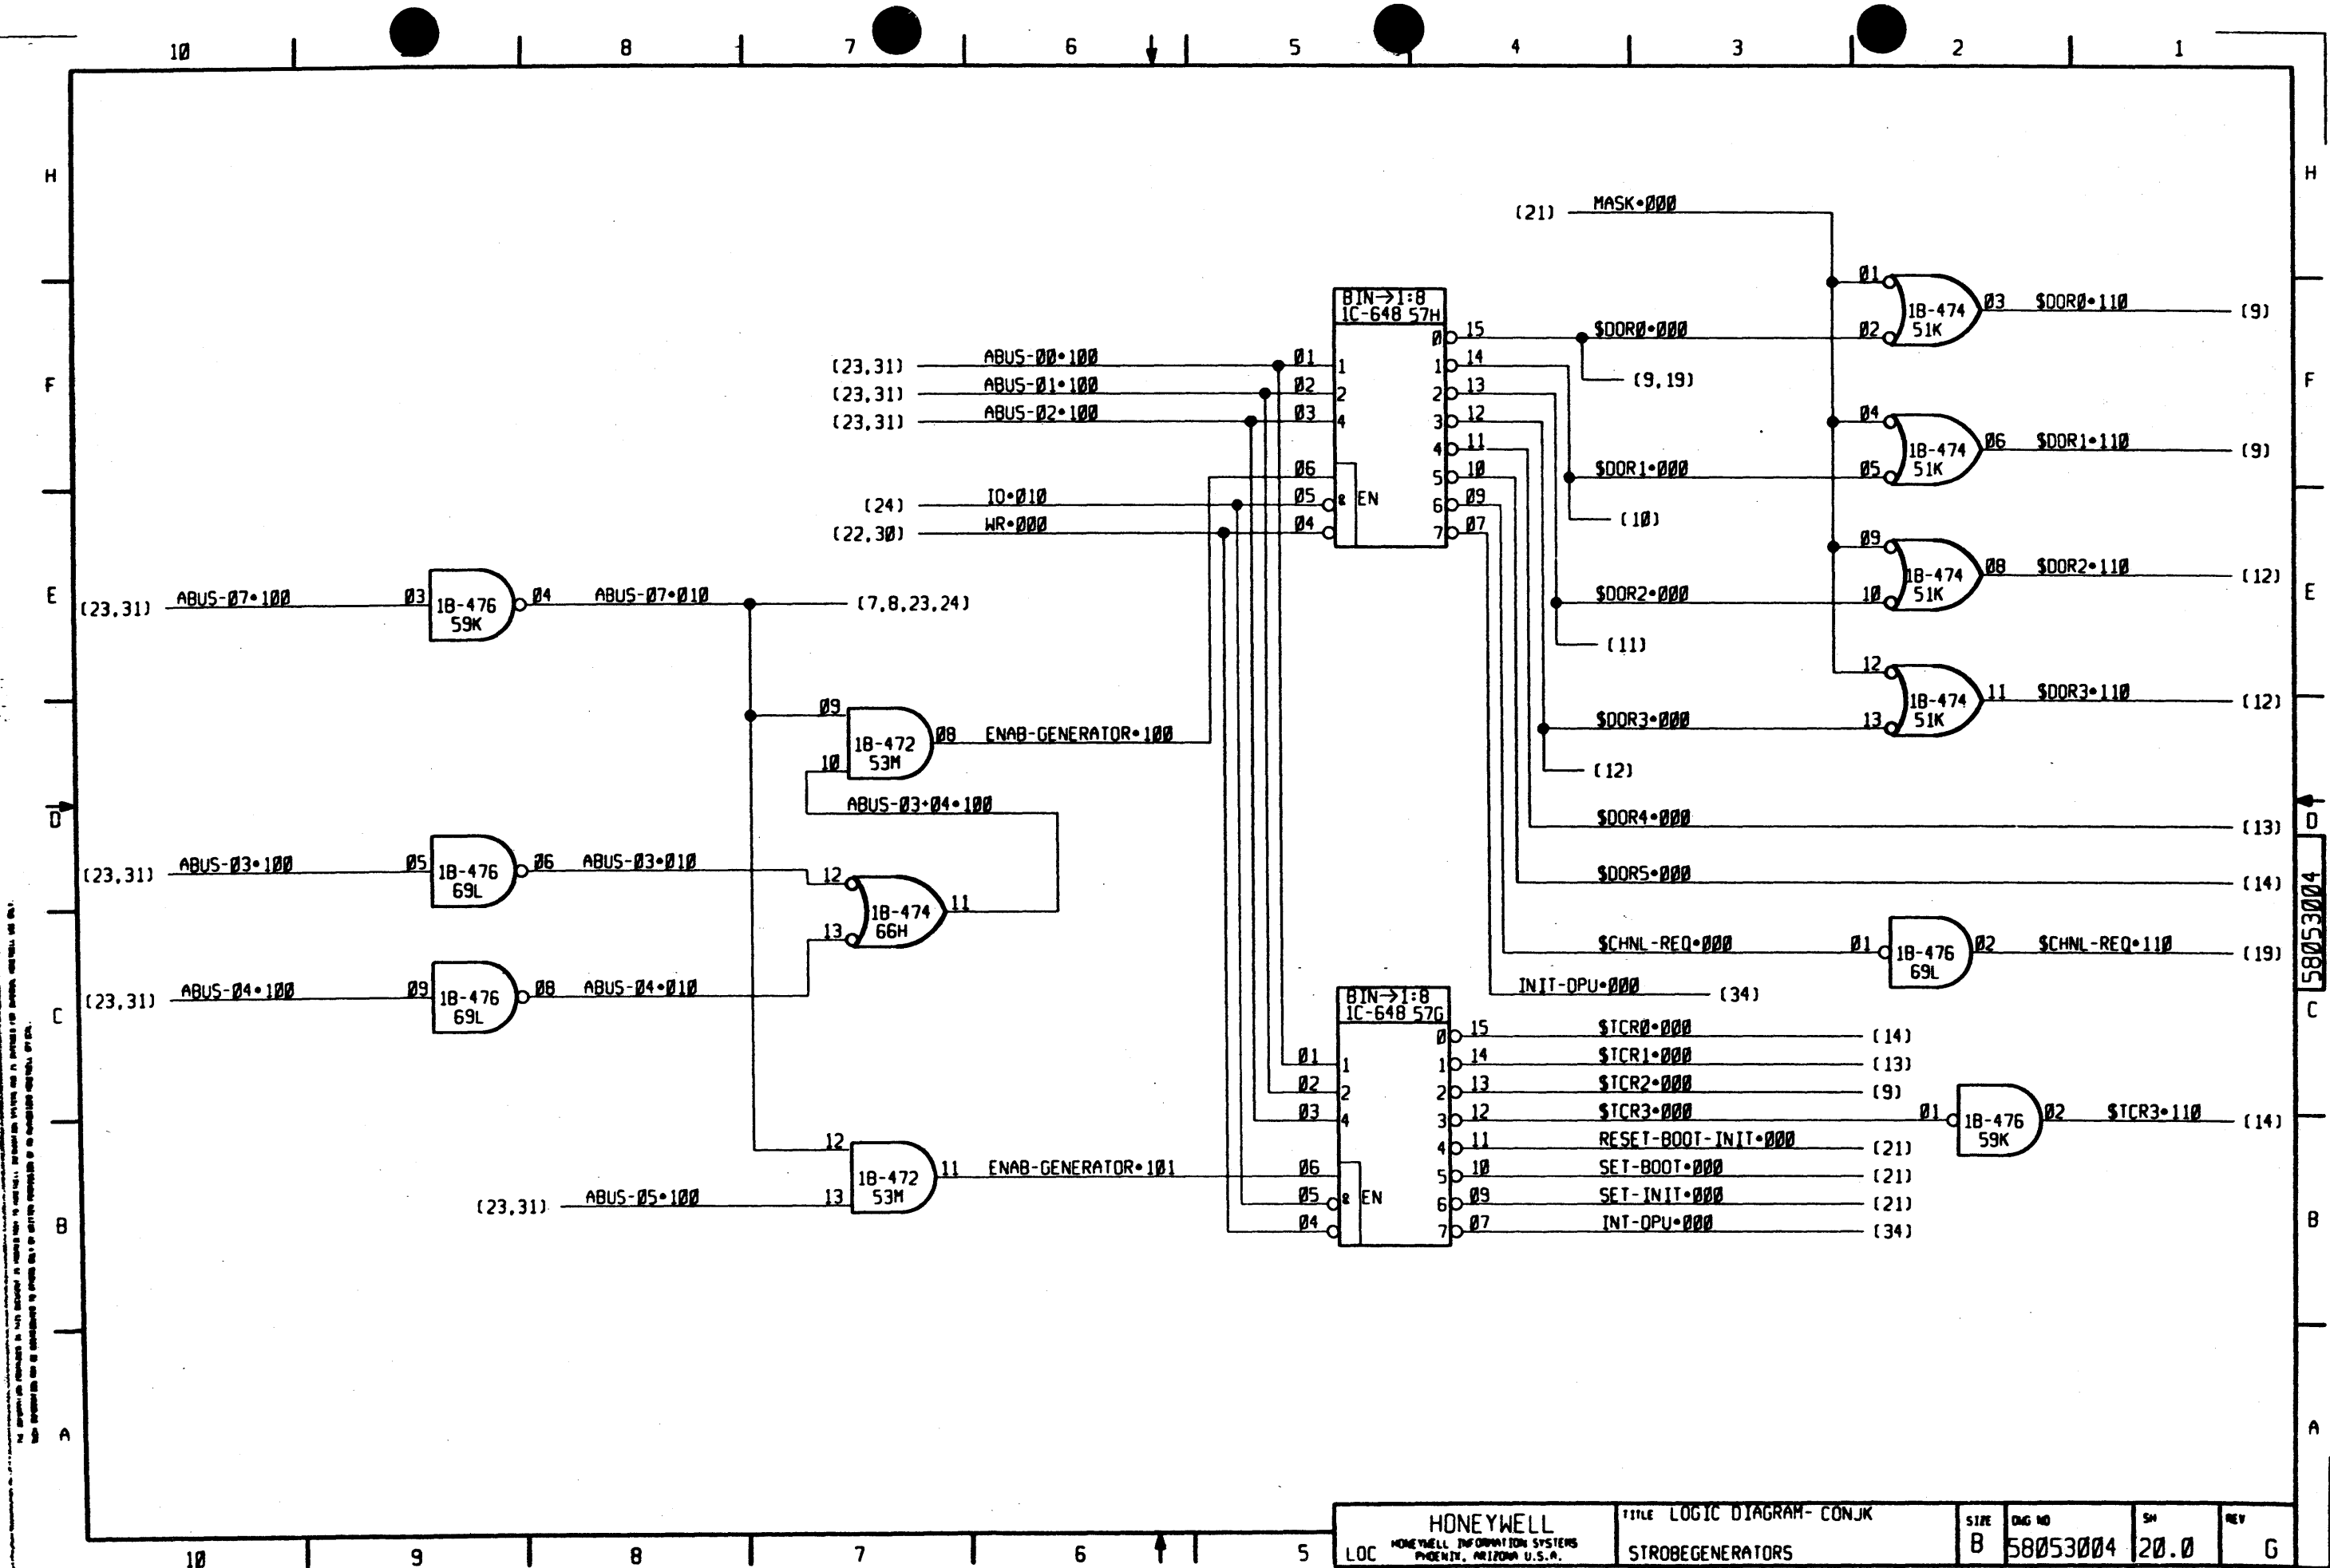 10 8 7 6 5 4 3 2 1
H H
(21) MASK•000
01 1B-474 51K 03 $DOR0•110 (9)
02
BIN→1:8
1C-648 57H
0 15 $DOR0•000
(23,31) ABUS-00•100 01 1 1 14
(9,19)
F F
(23,31) ABUS-01•100 02 2 2 13
(23,31) ABUS-02•100 03 4 3 12
04 1B-474 51K 06 $DOR1•110 (9)
4 11
06 5 10 $DOR1•000 05
(24) IO•010 05 & EN 6 09
(10)
(22,30) WR•000 04 7 07
09 1B-474 51K 08 $DOR2•110 (12)
E E
(23,31) ABUS-07•100 03 1B-476 59K 04 ABUS-07•010 (7,8,23,24)
$DOR2•000 10
(11)
12 1B-474 51K 11 $DOR3•110 (12)
09 1B-472 53M 08 ENAB-GENERATOR•100
$DOR3•000 13
10
(12)
ABUS-03+04•100
D D
$DOR4•000 (13)
(23,31) ABUS-03•100 05 1B-476 69L 06 ABUS-03•010 12
$DOR5•000 (14)
1B-474 66H 11
13
58053004
$CHNL-REQ•000 01 1B-476 69L 02 $CHNL-REQ•110 (19)
(23,31) ABUS-04•100 09 1B-476 69L 08 ABUS-04•010
INIT-DPU•000 (34)
C C
BIN→1:8
1C-648 57G
0 15 $TCR0•000 (14)
01 1 1 14 $TCR1•000 (13)
02 2 2 13 $TCR2•000 (9)
03 4 3 12 $TCR3•000 01 1B-476 59K 02 $TCR3•110 (14)
4 11 RESET-BOOT-INIT•000 (21)
12 1B-472 53M 11 ENAB-GENERATOR•101 06 5 10 SET-BOOT•000 (21)
(23,31) ABUS-05•100 13 05 & EN 6 09 SET-INIT•000 (21)
B B
04 7 07 INT-DPU•000 (34)
A A
HONEYWELL
HONEYWELL INFORMATION SYSTEMS
LOC PHOENIX, ARIZONA U.S.A.
TITLE LOGIC DIAGRAM- CONJK
STROBEGENERATORS
SIZE B
DWG NO 58053004
SH 20.0
REV G
10 9 8 7 6 5